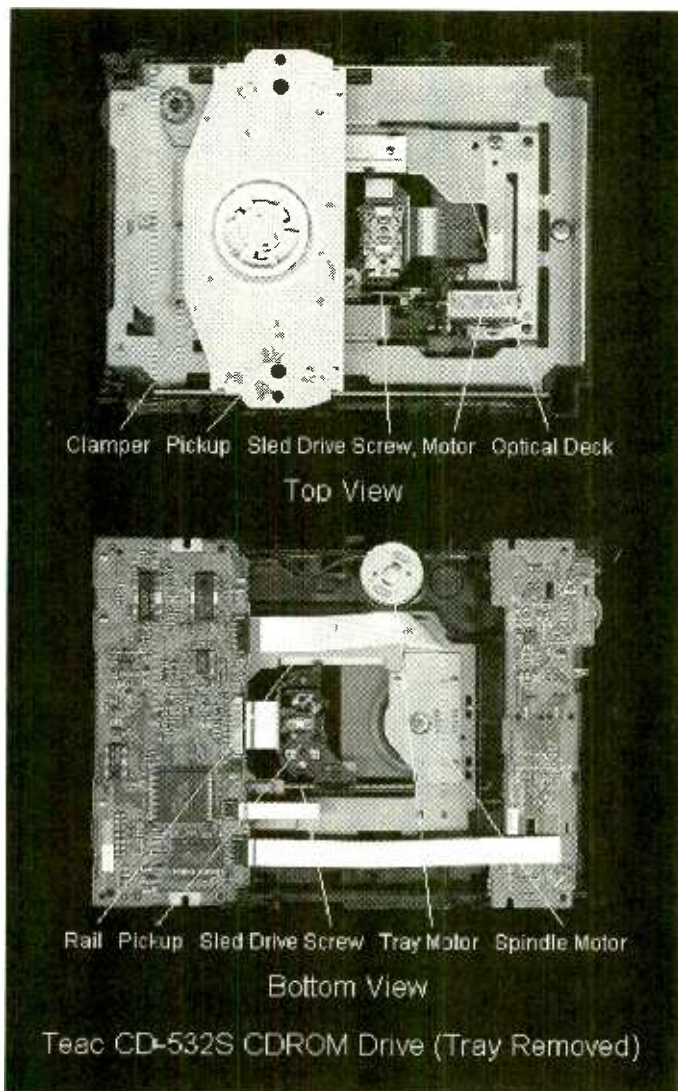 Clamper Pickup Sled Drive Screw, Motor Optical Deck
Top View
Rail Pickup Sled Drive Screw Tray Motor Spindle Motor
Bottom View
Teac CD-532S CDROM Drive (Tray Removed)